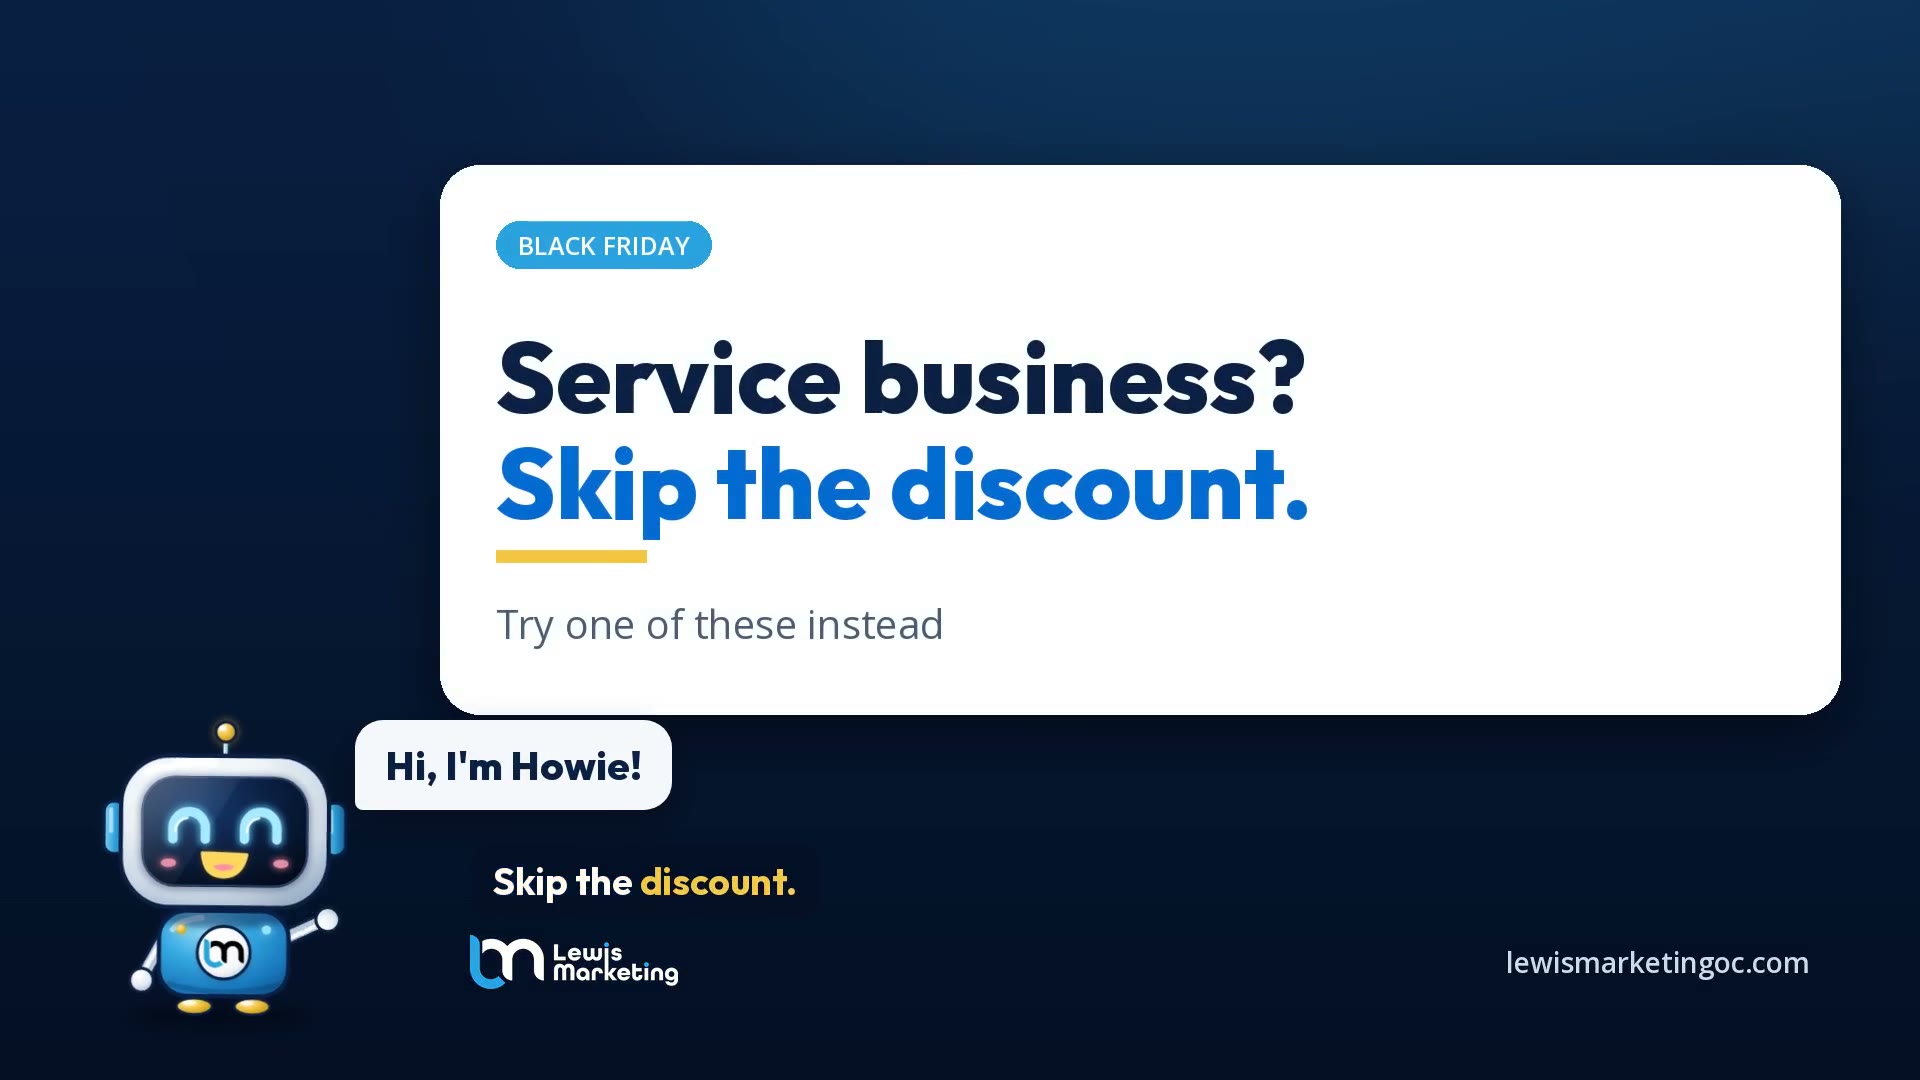 BLACK FRIDAY
Service business?
Skip the discount.
Try one of these instead
Hi, I'm Howie!
Skip the discount.
Lewis
Marketing
lewismarketingoc.com